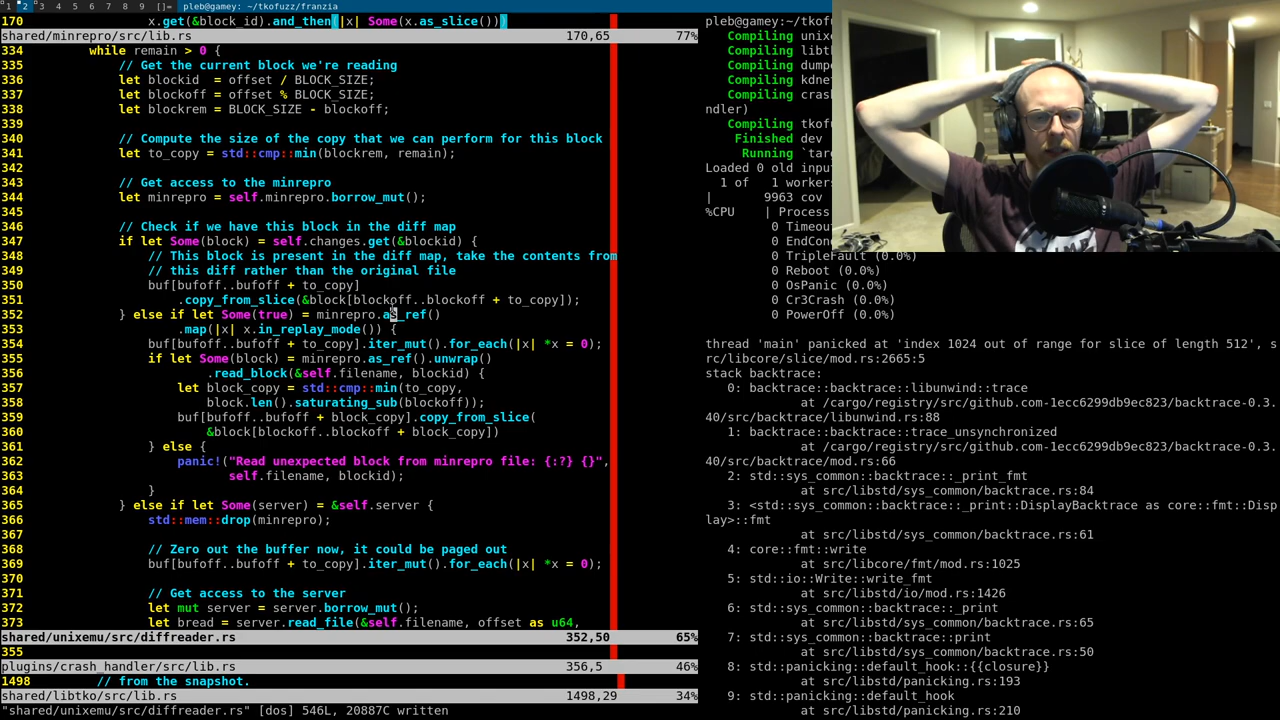 1 2 3 4 5 6 7 8 9 []= pleb@gamey: ~/tkofuzz/franzia
170 x.get(&block_id).and_then(|x| Some(x.as_slice()))
shared/minrepro/src/lib.rs 170,65 77%
334 while remain > 0 {
335 // Get the current block we're reading
336 let blockid = offset / BLOCK_SIZE;
337 let blockoff = offset % BLOCK_SIZE;
338 let blockrem = BLOCK_SIZE - blockoff;
339
340 // Compute the size of the copy that we can perform for this block
341 let to_copy = std::cmp::min(blockrem, remain);
342
343 // Get access to the minrepro
344 let minrepro = self.minrepro.borrow_mut();
345
346 // Check if we have this block in the diff map
347 if let Some(block) = self.changes.get(&blockid) {
348 // This block is present in the diff map, take the contents from
349 // this diff rather than the original file
350 buf[bufoff..bufoff + to_copy]
351 .copy_from_slice(&block[blockoff..blockoff + to_copy]);
352 } else if let Some(true) = minrepro.as_ref()
353 .map(|x| x.in_replay_mode()) {
354 buf[bufoff..bufoff + to_copy].iter_mut().for_each(|x| *x = 0);
355 if let Some(block) = minrepro.as_ref().unwrap()
356 .read_block(&self.filename, blockid) {
357 let block_copy = std::cmp::min(to_copy,
358 block.len().saturating_sub(blockoff));
359 buf[bufoff..bufoff + block_copy].copy_from_slice(
360 &block[blockoff..blockoff + block_copy])
361 } else {
362 panic!("Read unexpected block from minrepro file: {:?} {}",
363 self.filename, blockid);
364 }
365 } else if let Some(server) = &self.server {
366 std::mem::drop(minrepro);
367
368 // Zero out the buffer now, it could be paged out
369 buf[bufoff..bufoff + to_copy].iter_mut().for_each(|x| *x = 0);
370
371 // Get access to the server
372 let mut server = server.borrow_mut();
373 let bread = server.read_file(&self.filename, offset as u64,
shared/unixemu/src/diffreader.rs 352,50 65%
355
plugins/crash_handler/src/lib.rs 356,5 46%
1498 // from the snapshot.
shared/libtko/src/lib.rs 1498,29 34%
"shared/unixemu/src/diffreader.rs" [dos] 546L, 20887C written
pleb@gamey:~/tkofuzz/
Compiling unix
Compiling libt
Compiling dump
Compiling kdne
Compiling cras
ndler)
Compiling tkof
Finished dev
Running `targ
Loaded 0 old inpu
1 of 1 workers
| 9963 cov
%CPU | Process
0 Timeou
0 EndCon
0 TripleFault (0.0%)
0 Reboot (0.0%)
0 OsPanic (0.0%)
0 Cr3Crash (0.0%)
0 PowerOff (0.0%)
thread 'main' panicked at 'index 1024 out of range for slice of length 512', s
rc/libcore/slice/mod.rs:2665:5
stack backtrace:
0: backtrace::backtrace::libunwind::trace
at /cargo/registry/src/github.com-1ecc6299db9ec823/backtrace-0.3.
40/src/backtrace/libunwind.rs:88
1: backtrace::backtrace::trace_unsynchronized
at /cargo/registry/src/github.com-1ecc6299db9ec823/backtrace-0.3.
40/src/backtrace/mod.rs:66
2: std::sys_common::backtrace::_print_fmt
at src/libstd/sys_common/backtrace.rs:84
3: <std::sys_common::backtrace::_print::DisplayBacktrace as core::fmt::Disp
lay>::fmt
at src/libstd/sys_common/backtrace.rs:61
4: core::fmt::write
at src/libcore/fmt/mod.rs:1025
5: std::io::Write::write_fmt
at src/libstd/io/mod.rs:1426
6: std::sys_common::backtrace::_print
at src/libstd/sys_common/backtrace.rs:65
7: std::sys_common::backtrace::print
at src/libstd/sys_common/backtrace.rs:50
8: std::panicking::default_hook::{{closure}}
at src/libstd/panicking.rs:193
9: std::panicking::default_hook
at src/libstd/panicking.rs:210